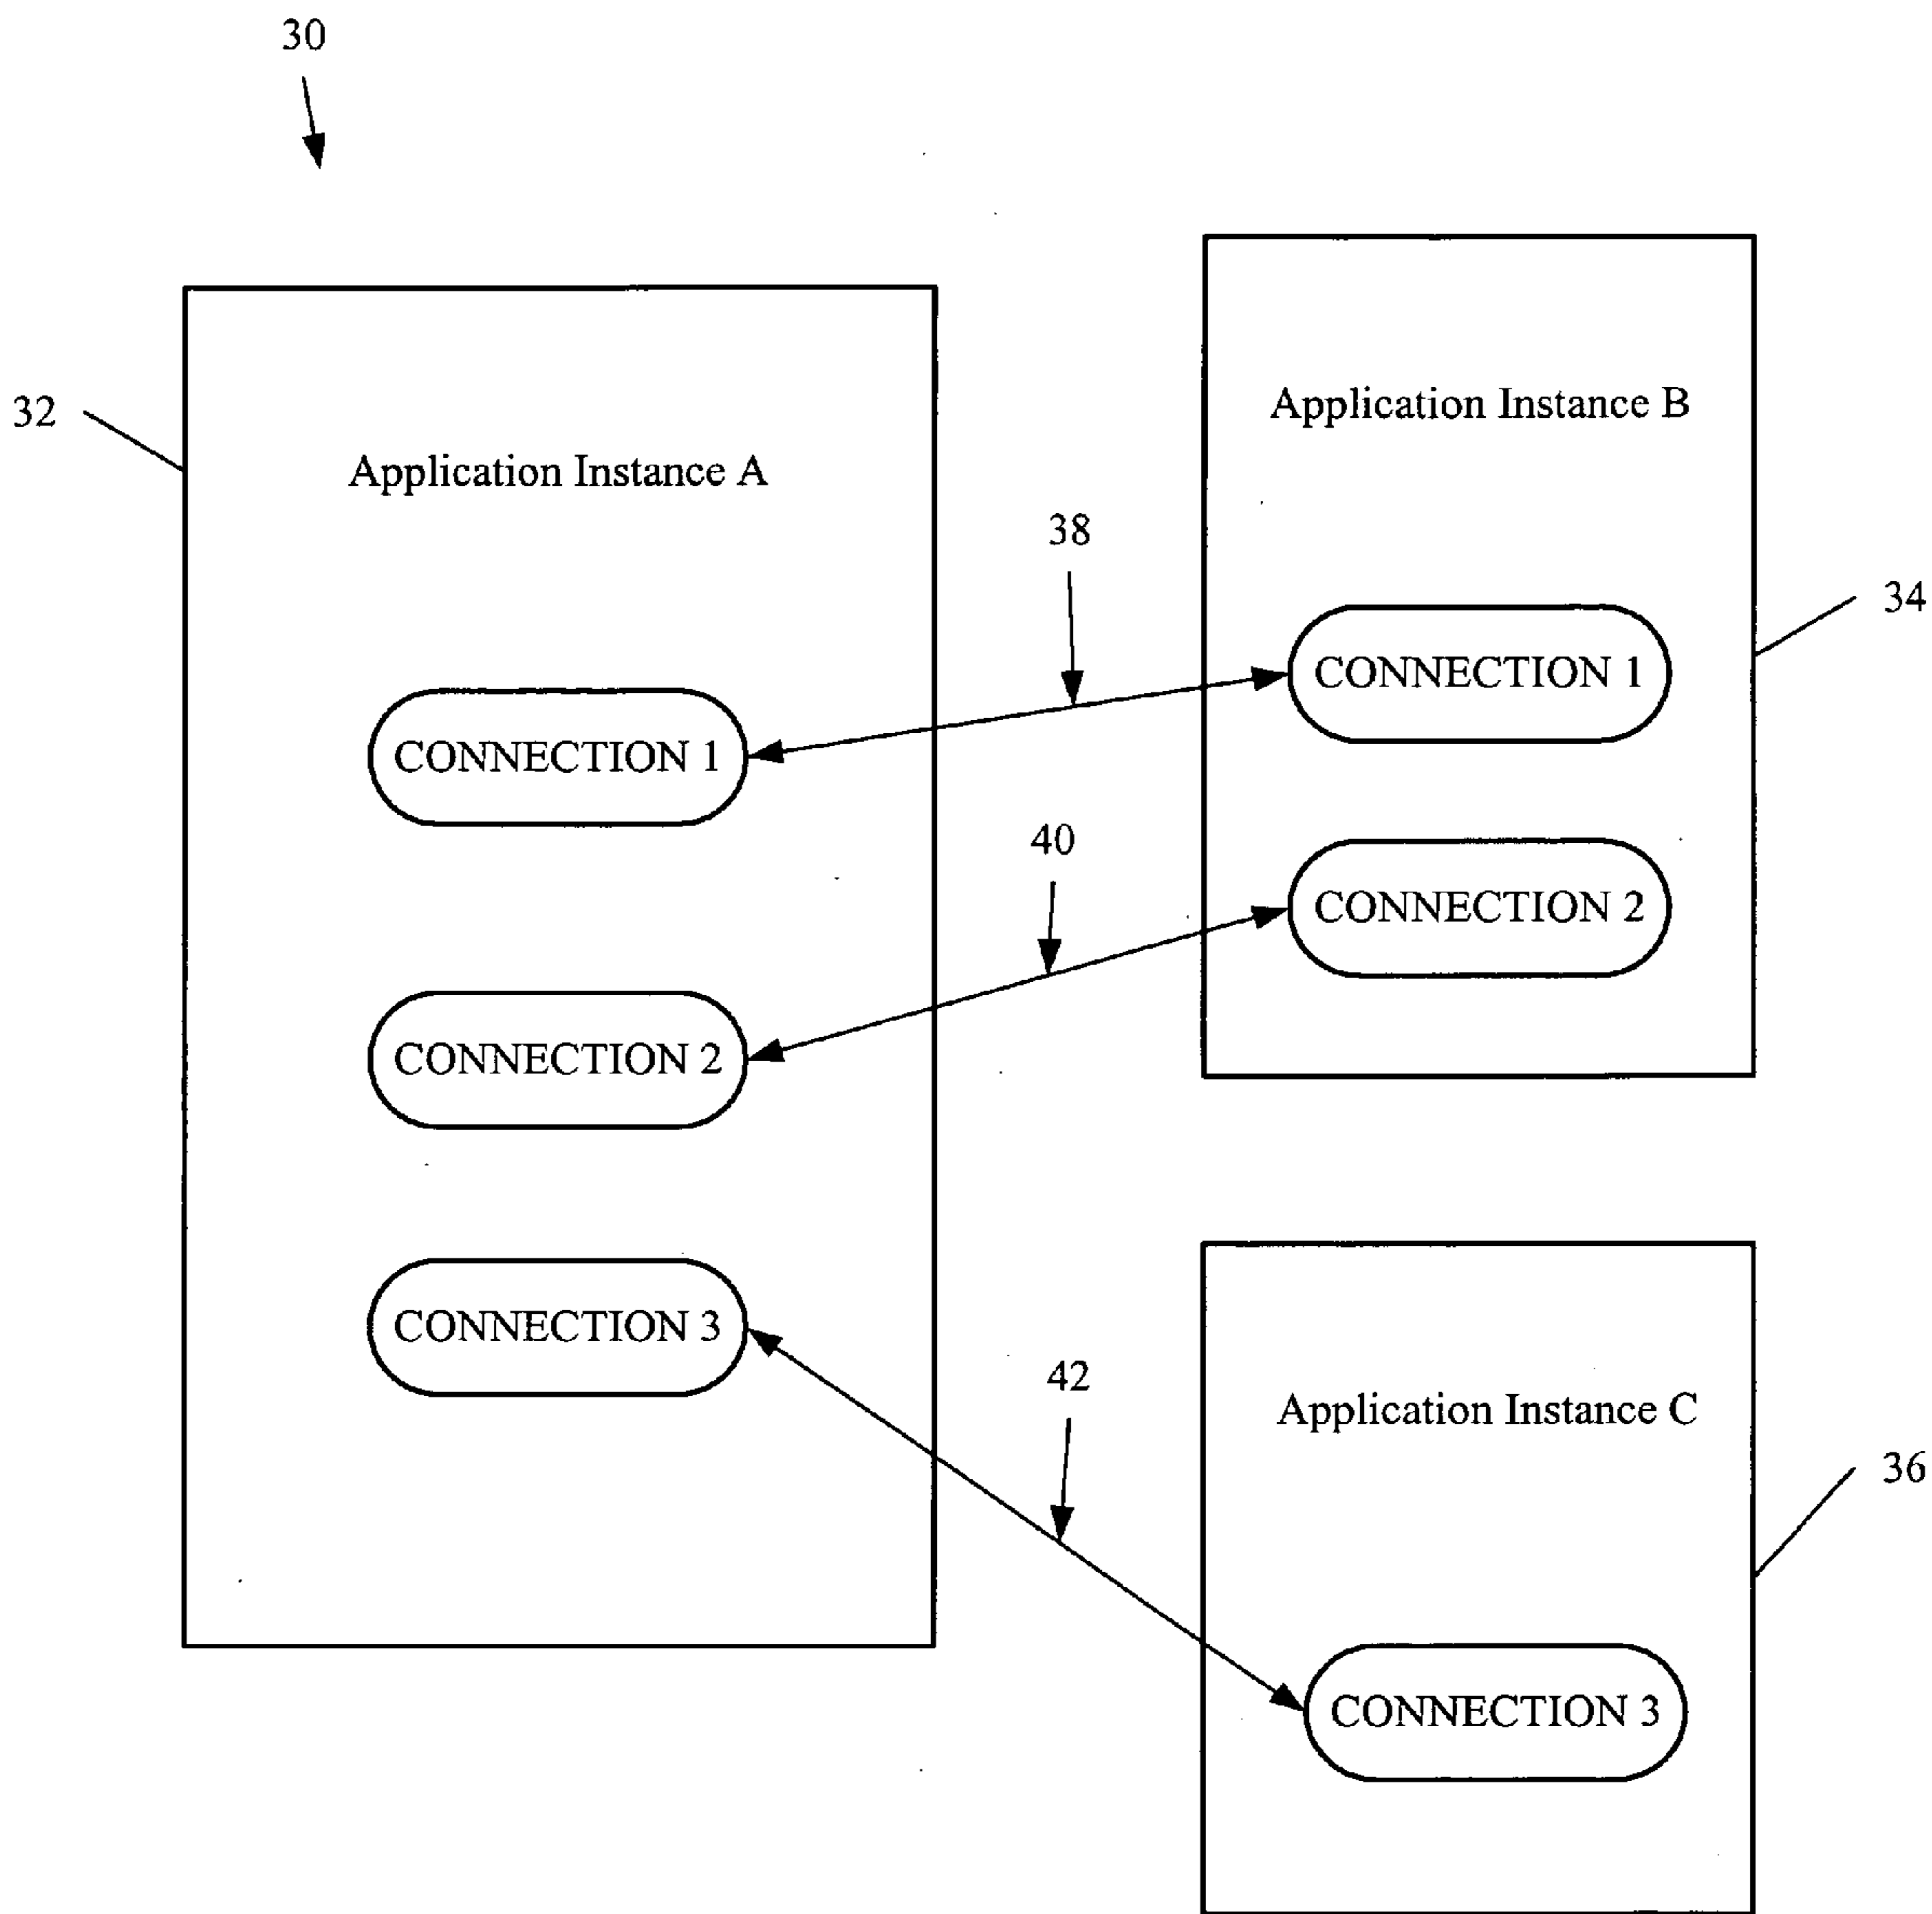 30
32
Application Instance A
CONNECTION 1
CONNECTION 2
CONNECTION 3
38
40
42
Application Instance B
CONNECTION 1
CONNECTION 2
34
Application Instance C
CONNECTION 3
36